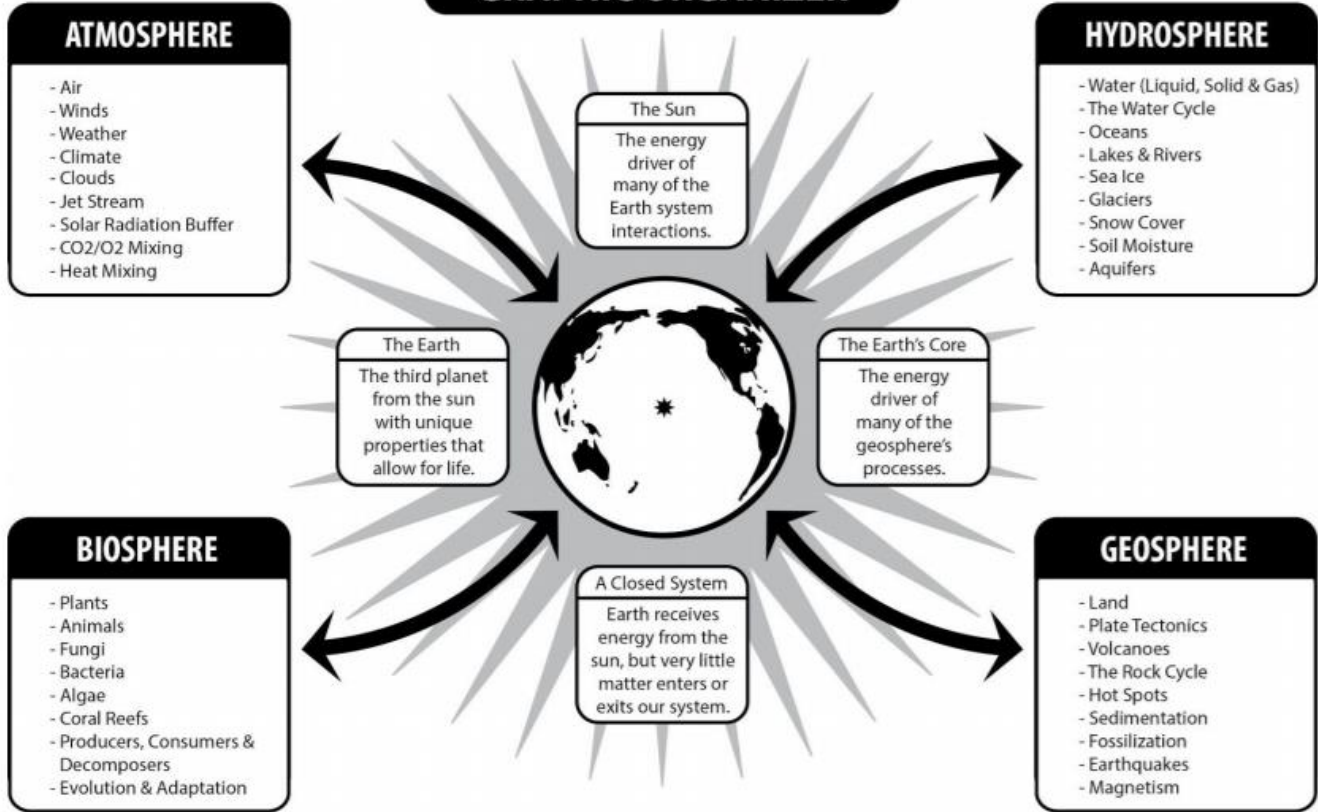 ATMOSPHERE
- Air
- Winds
- Weather
- Climate
- Clouds
- Jet Stream
- Solar Radiation Buffer
- CO2/O2 Mixing
- Heat Mixing
HYDROSPHERE
- Water (Liquid, Solid & Gas)
- The Water Cycle
- Oceans
- Lakes & Rivers
- Sea Ice
- Glaciers
- Snow Cover
- Soil Moisture
- Aquifers
The Sun
The energy
driver of
many of the
Earth system
interactions.
The Earth
The third planet
from the sun
with unique
properties that
allow for life.
The Earth's Core
The energy
driver of
many of the
geosphere's
processes.
A Closed System
Earth receives
energy from the
sun, but very little
matter enters or
exits our system.
BIOSPHERE
- Plants
- Animals
- Fungi
- Bacteria
- Algae
- Coral Reefs
- Producers, Consumers &
Decomposers
- Evolution & Adaptation
GEOSPHERE
- Land
- Plate Tectonics
- Volcanoes
- The Rock Cycle
- Hot Spots
- Sedimentation
- Fossilization
- Earthquakes
- Magnetism